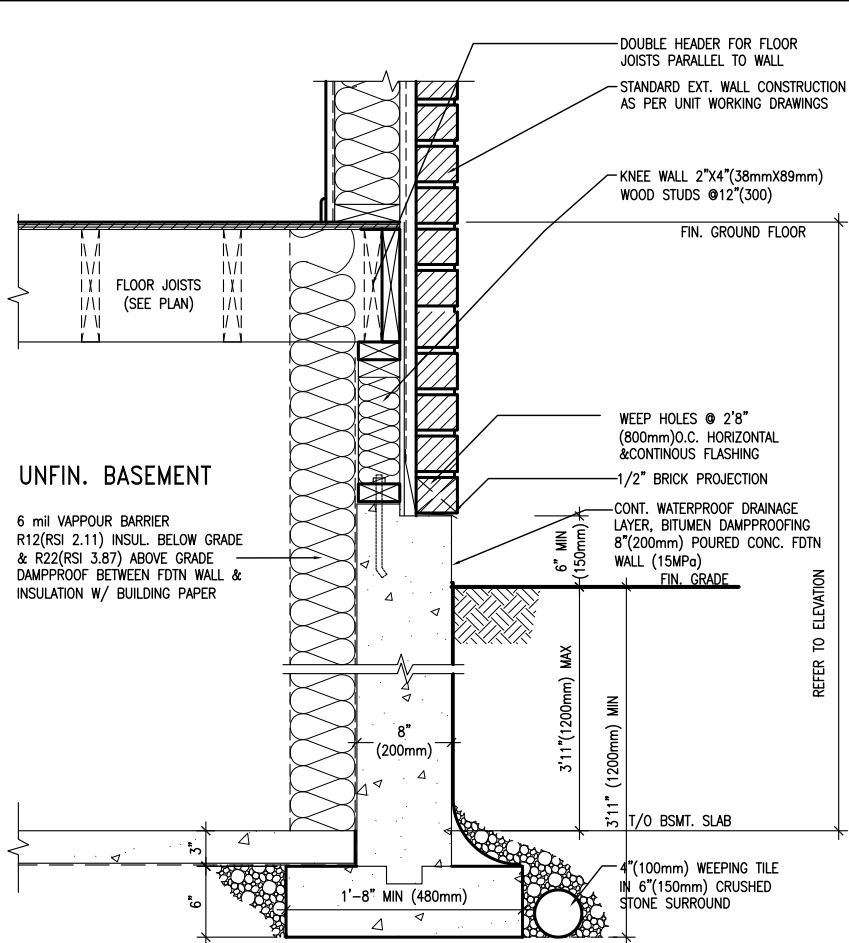 DOUBLE HEADER FOR FLOOR
JOISTS PARALLEL TO WALL
STANDARD EXT. WALL CONSTRUCTION
AS PER UNIT WORKING DRAWINGS
KNEE WALL 2"X4"(38mmX89mm)
WOOD STUDS @12"(300)
FIN. GROUND FLOOR
FLOOR JOISTS
(SEE PLAN)
WEEP HOLES @ 2'8"
(800mm)O.C. HORIZONTAL
&CONTINOUS FLASHING
1/2" BRICK PROJECTION
UNFIN. BASEMENT
6 mil VAPPOUR BARRIER
R12(RSI 2.11) INSUL. BELOW GRADE
& R22(RSI 3.87) ABOVE GRADE
DAMPPROOF BETWEEN FDTN WALL &
INSULATION W/ BUILDING PAPER
CONT. WATERPROOF DRAINAGE
LAYER, BITUMEN DAMPPROOFING
8"(200mm) POURED CONC. FDTN
WALL (15MPa)
6" MIN
(150mm)
FIN. GRADE
REFER TO ELEVATION
8"
(200mm)
3'11"(1200mm) MAX
3'11" (1200mm) MIN
T/O BSMT. SLAB
3"
6"
1'-8" MIN (480mm)
4"(100mm) WEEPING TILE
IN 6"(150mm) CRUSHED
STONE SURROUND